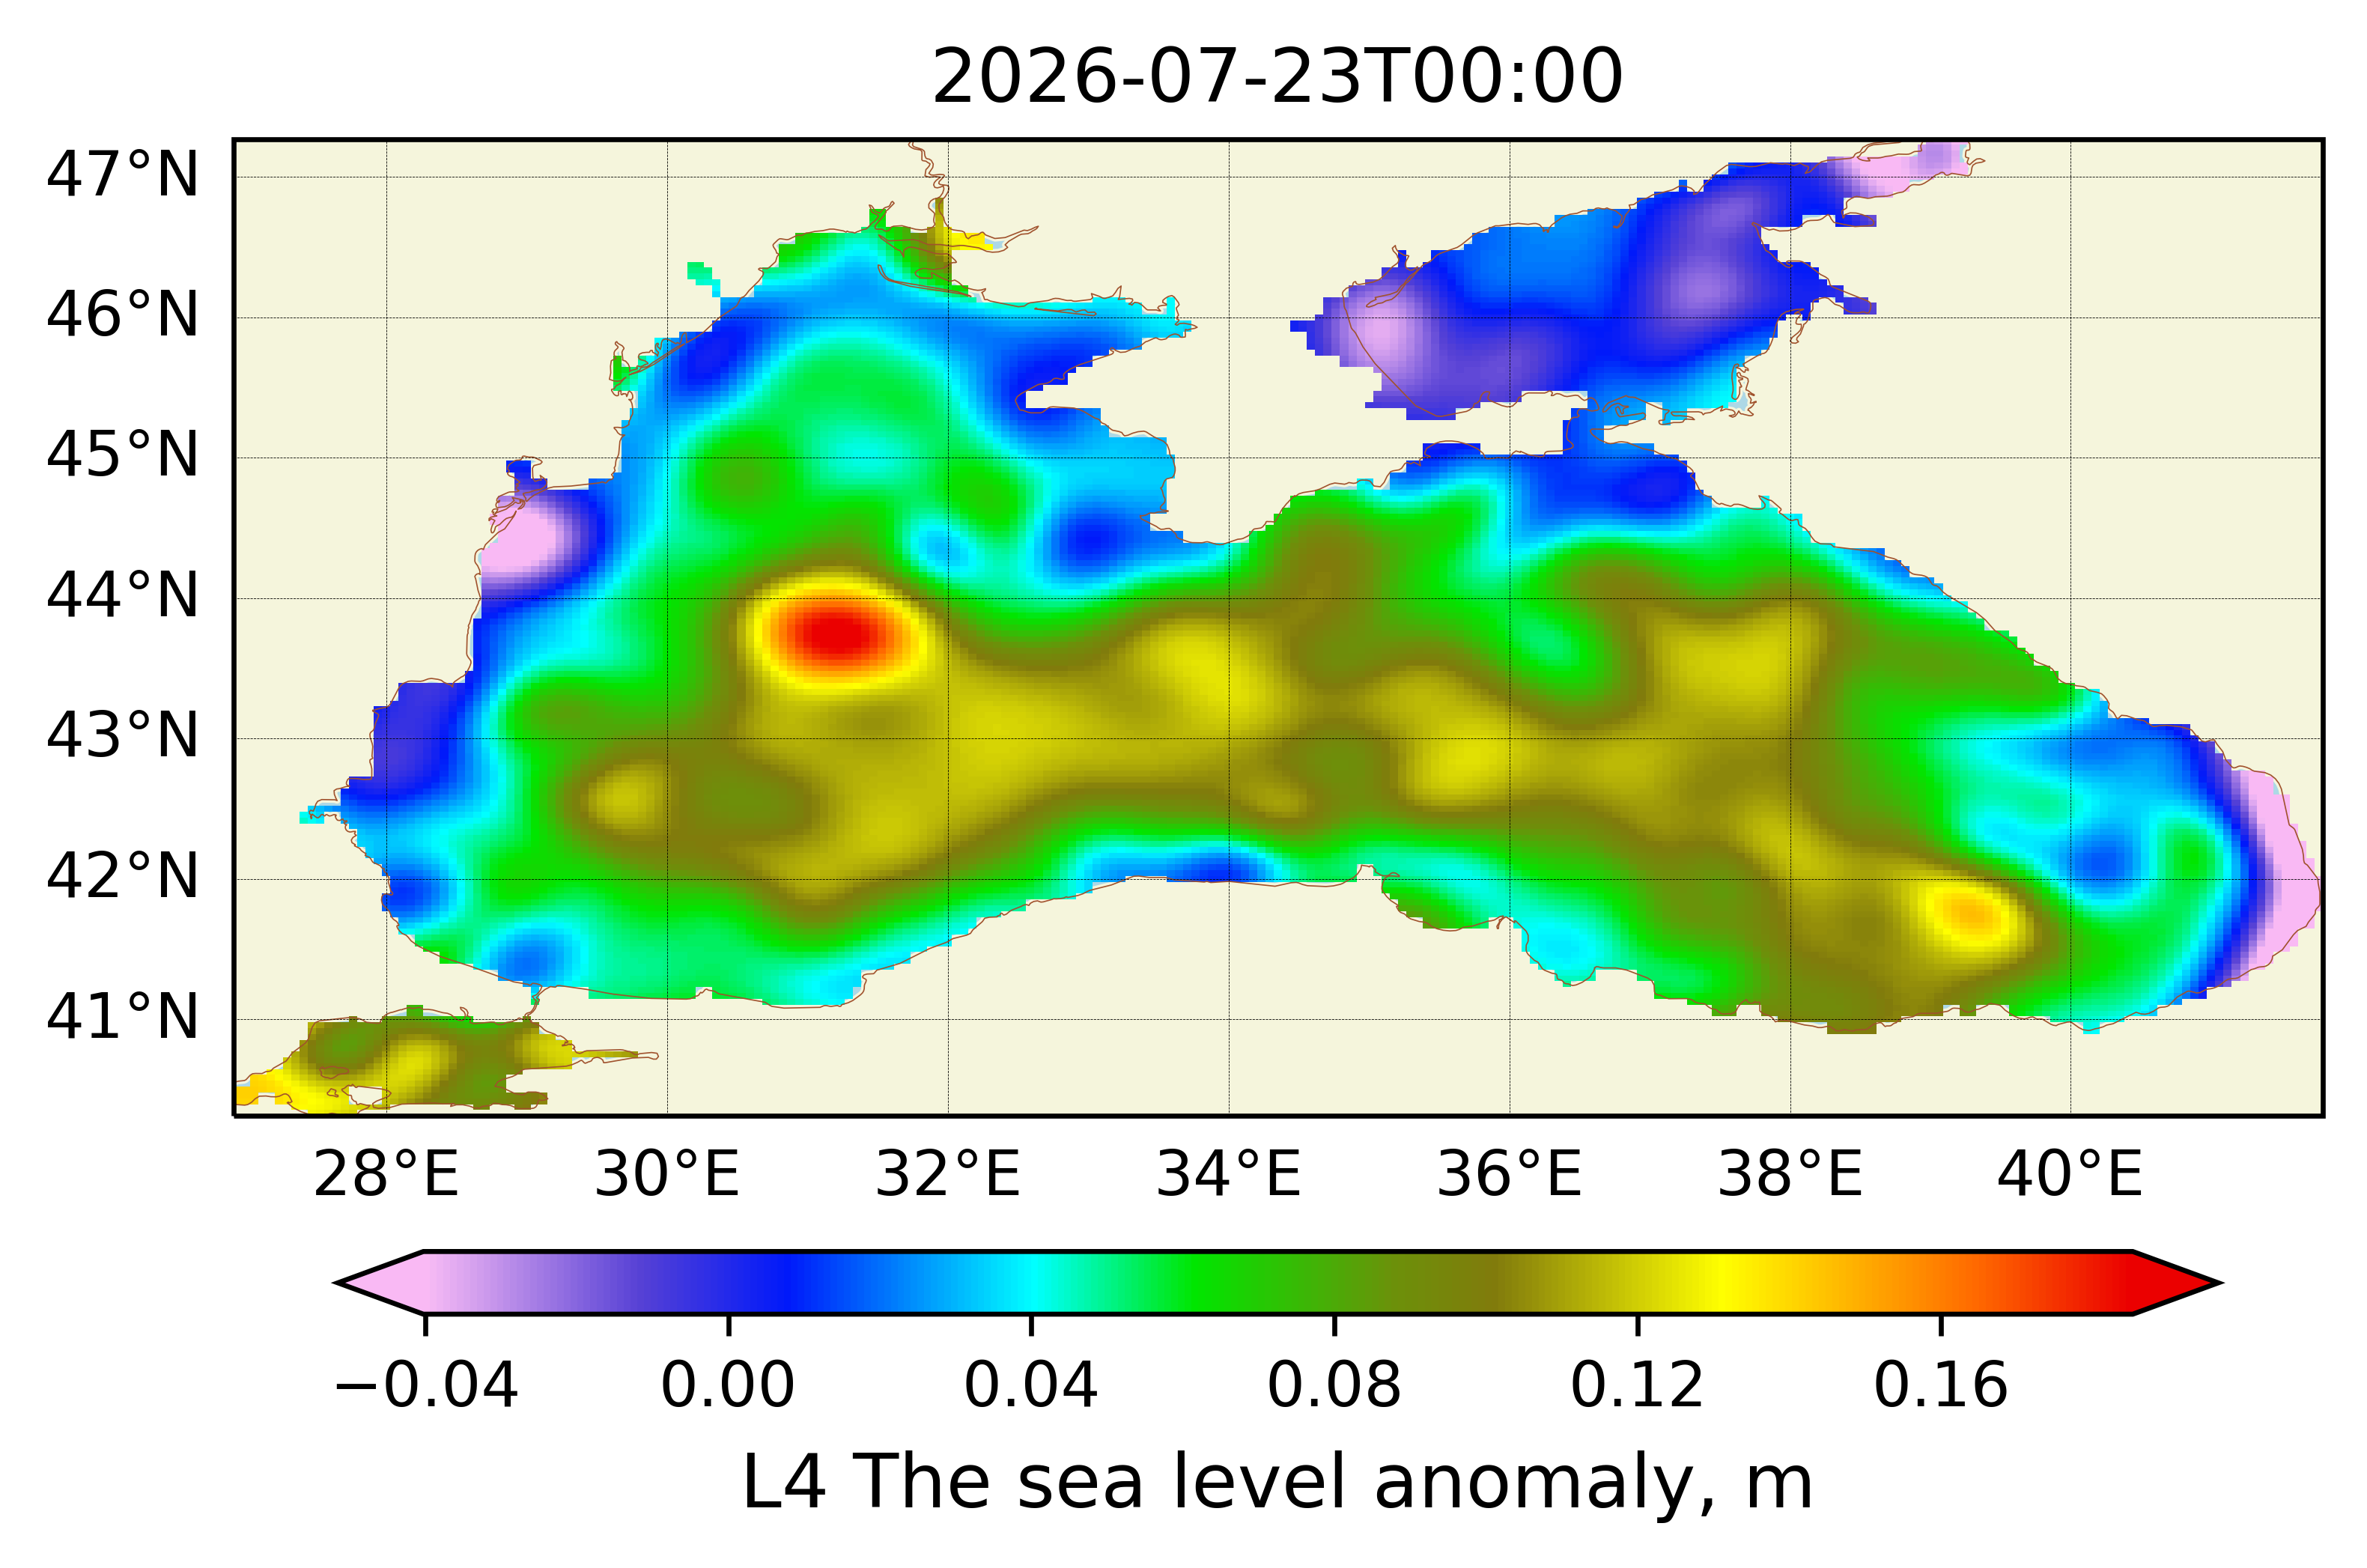 2026-07-23T00:00
47°N
46°N
45°N
44°N
43°N
42°N
41°N
28°E 30°E 32°E 34°E 36°E 38°E 40°E
−0.04 0.00 0.04 0.08 0.12 0.16
L4 The sea level anomaly, m